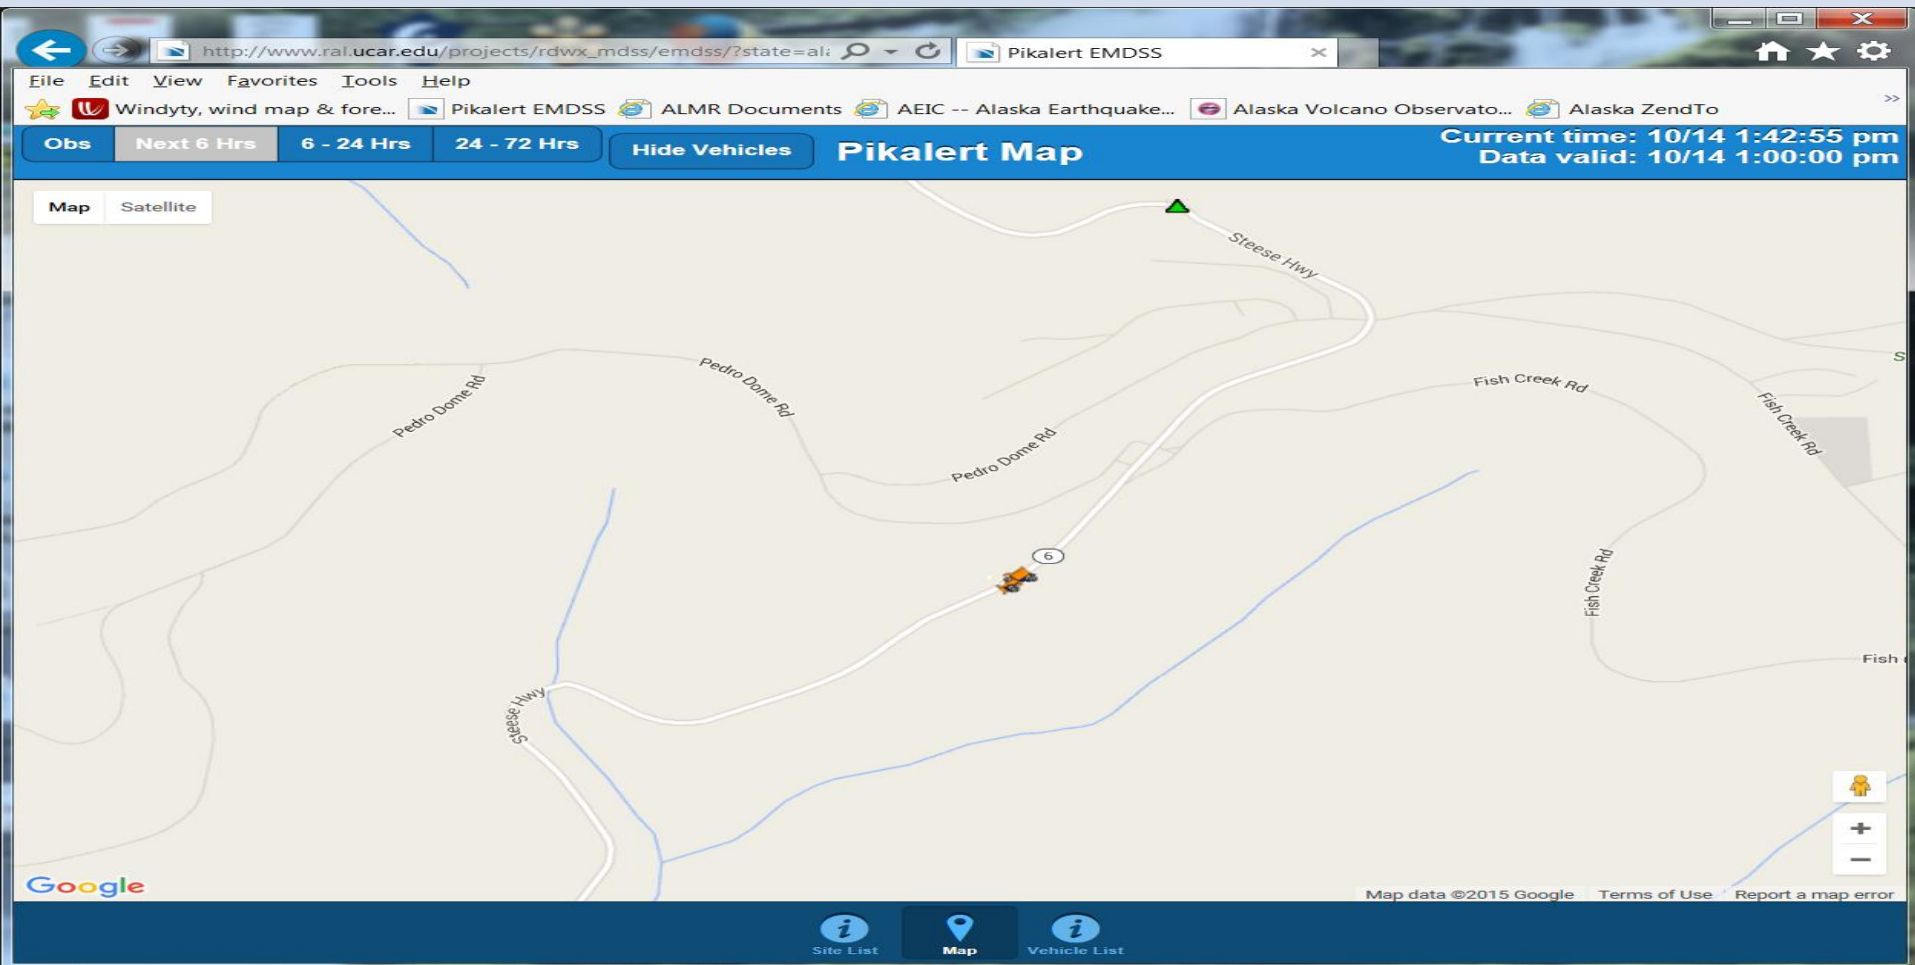 http://www.ral.ucar.edu/projects/rdwx_mdss/emdss/?state=ala
Pikalert EMDSS
File Edit View Favorites Tools Help
Windyty, wind map & fore... Pikalert EMDSS ALMR Documents AEIC -- Alaska Earthquake... Alaska Volcano Observato... Alaska ZendTo
Obs Next 6 Hrs 6 - 24 Hrs 24 - 72 Hrs Hide Vehicles Pikalert Map
Current time: 10/14 1:42:55 pm
Data valid: 10/14 1:00:00 pm
Map Satellite
Steese Hwy
S
Pedro Dome Rd
Pedro Dome Rd
Fish Creek Rd
Fish Creek Rd
Pedro Dome Rd
6
Fish Creek Rd
Fish
Steese Hwy
Google
Map data ©2015 Google Terms of Use Report a map error
Site List Map Vehicle List